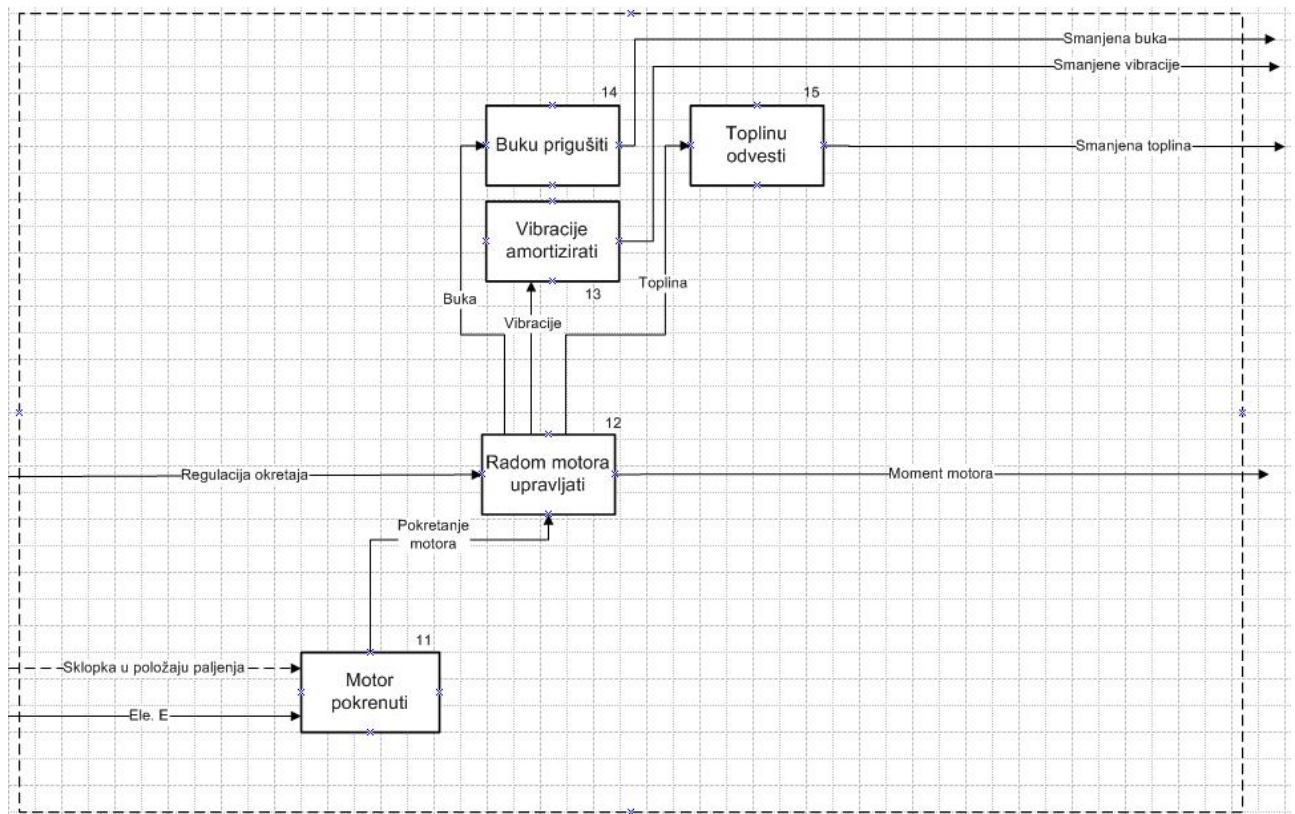 Smanjena buka
Smanjene vibracije
14
15
Buku prigušiti
Toplinu
odvesti
Smanjena toplina
Vibracije
amortizirati
13
Toplina
Buka
Vibracije
12
Regulacija okretaja
Radom motora
upravljati
Moment motora
Pokretanje
motora
11
Sklopka u položaju paljenja
Motor
pokrenuti
Ele. E